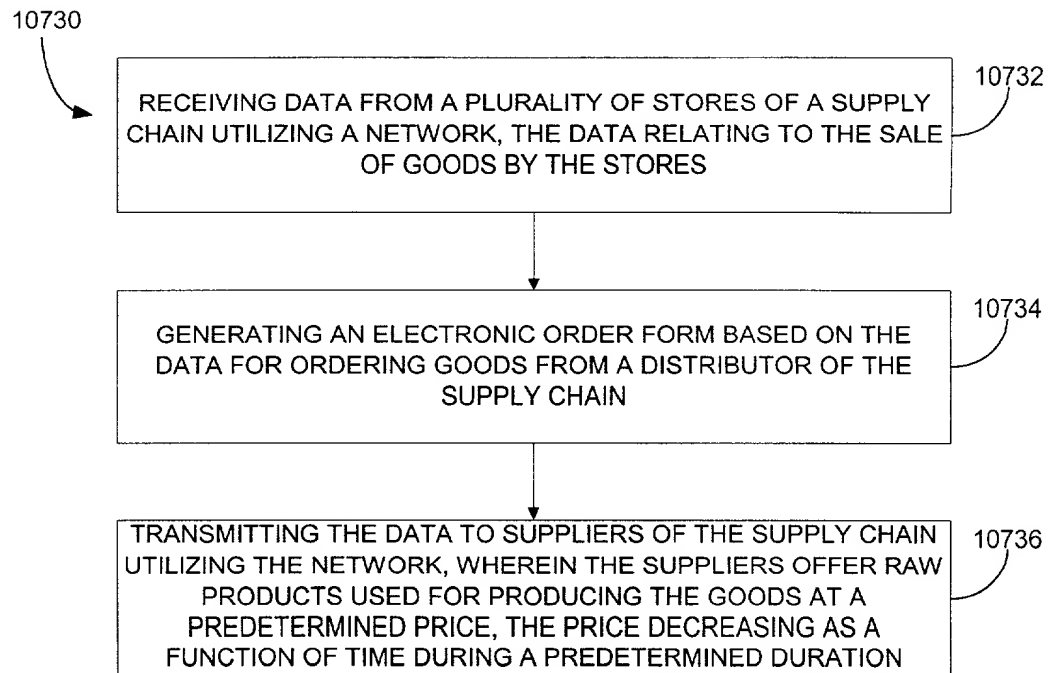 10730
RECEIVING DATA FROM A PLURALITY OF STORES OF A SUPPLY
CHAIN UTILIZING A NETWORK, THE DATA RELATING TO THE SALE
OF GOODS BY THE STORES
10732
GENERATING AN ELECTRONIC ORDER FORM BASED ON THE
DATA FOR ORDERING GOODS FROM A DISTRIBUTOR OF THE
SUPPLY CHAIN
10734
TRANSMITTING THE DATA TO SUPPLIERS OF THE SUPPLY CHAIN
UTILIZING THE NETWORK, WHEREIN THE SUPPLIERS OFFER RAW
PRODUCTS USED FOR PRODUCING THE GOODS AT A
PREDETERMINED PRICE, THE PRICE DECREASING AS A
FUNCTION OF TIME DURING A PREDETERMINED DURATION
10736